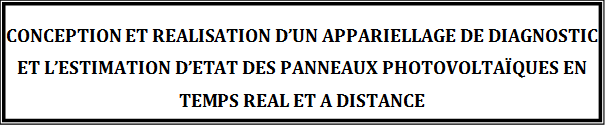 CONCEPTION ET REALISATION D’UN APPARIELLAGE DE DIAGNOSTIC
ET L’ESTIMATION D’ETAT DES PANNEAUX PHOTOVOLTAÏQUES EN
TEMPS REAL ET A DISTANCE